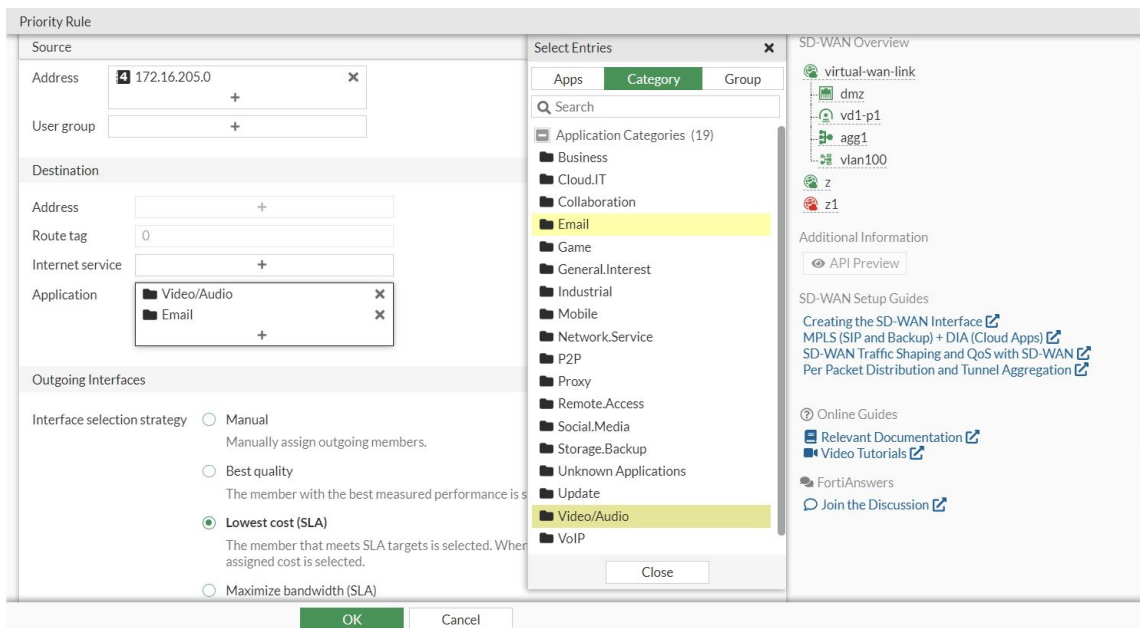 Priority Rule
Source
Address
4 172.16.205.0
+
User group
+
Destination
Address
+
Route tag
0
Internet service
+
Application
Video/Audio
Email
+
Outgoing Interfaces
Interface selection strategy
Manual
Manually assign outgoing members.
Best quality
The member with the best measured performance is s
Lowest cost (SLA)
The member that meets SLA targets is selected. When
assigned cost is selected.
Maximize bandwidth (SLA)
OK
Cancel
Select Entries
Apps
Category
Group
Search
Application Categories (19)
Business
Cloud.IT
Collaboration
Email
Game
General.Interest
Industrial
Mobile
Network.Service
P2P
Proxy
Remote.Access
Social.Media
Storage.Backup
Unknown Applications
Update
Video/Audio
VoIP
Close
SD-WAN Overview
virtual-wan-link
dmz
vd1-p1
agg1
vlan100
z
z1
Additional Information
API Preview
SD-WAN Setup Guides
Creating the SD-WAN Interface
MPLS (SIP and Backup) + DIA (Cloud Apps)
SD-WAN Traffic Shaping and QoS with SD-WAN
Per Packet Distribution and Tunnel Aggregation
Online Guides
Relevant Documentation
Video Tutorials
FortiAnswers
Join the Discussion